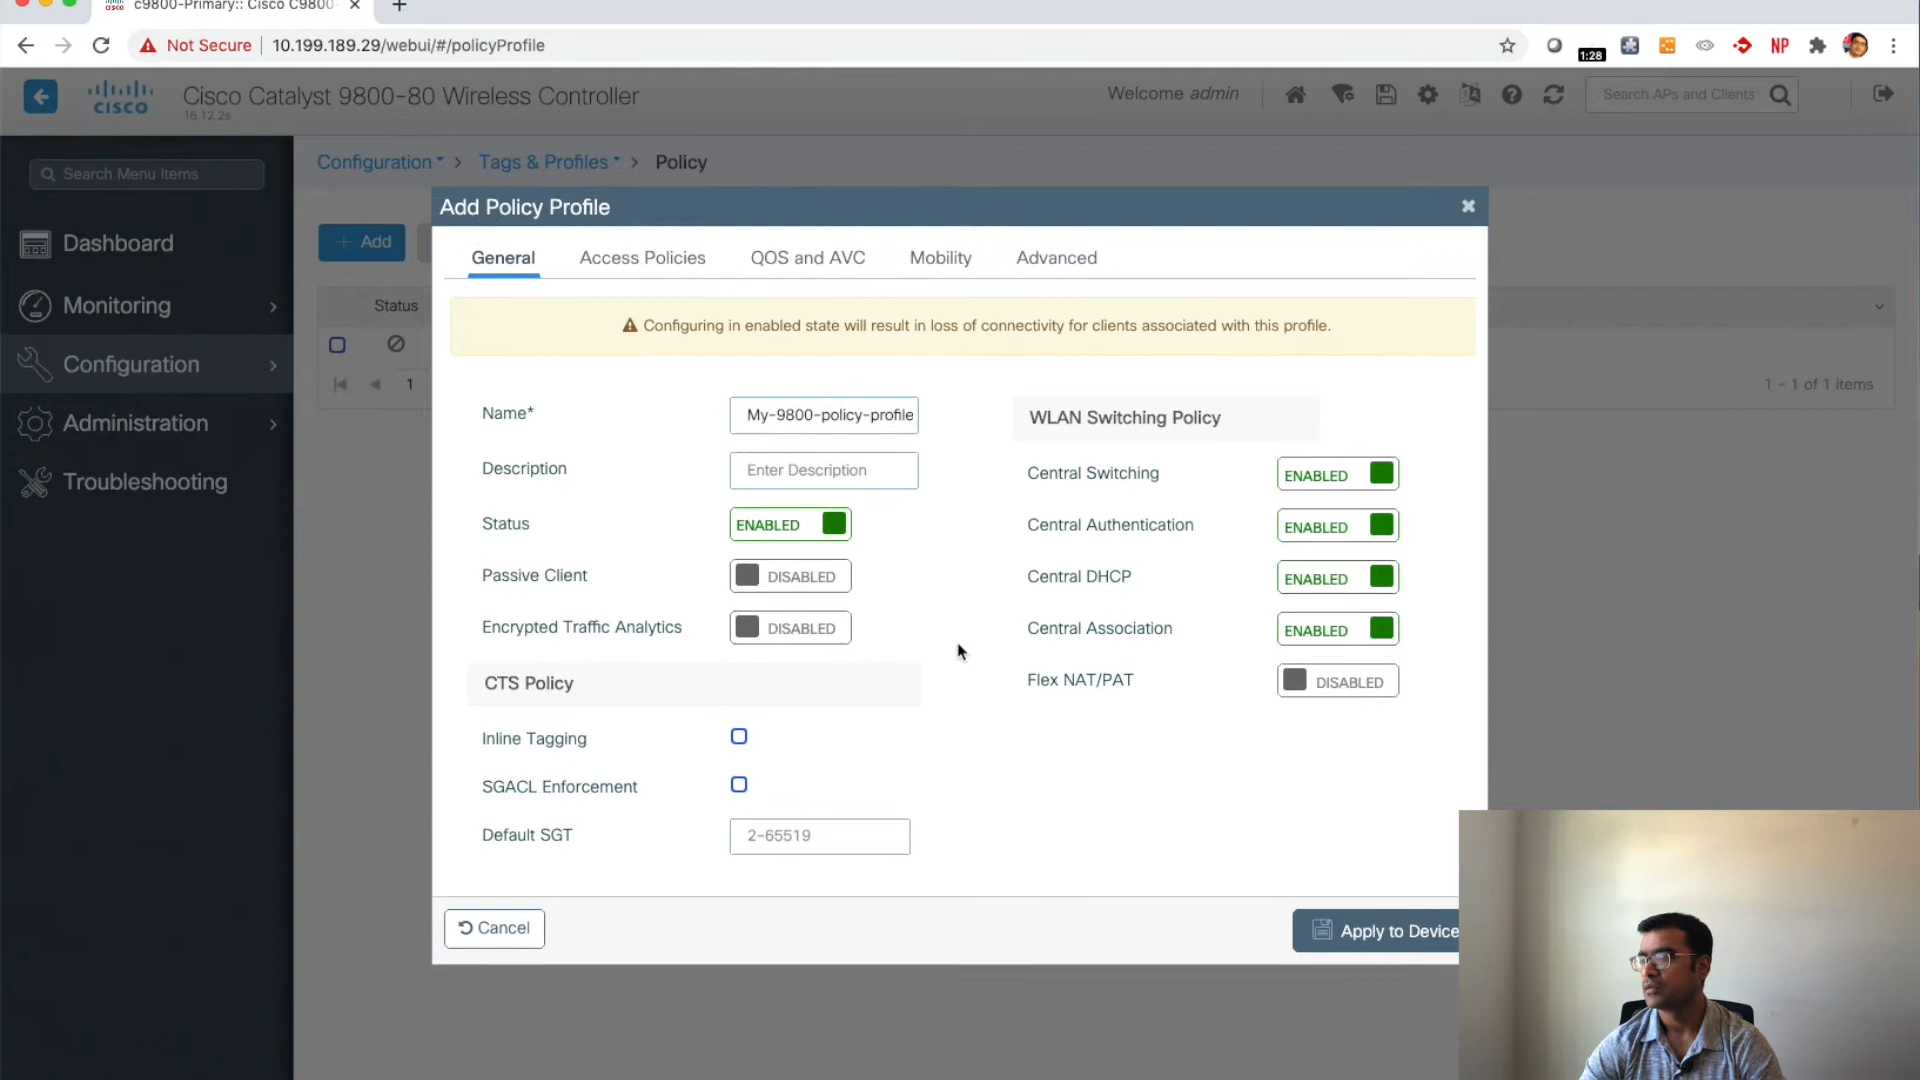 c9800-Primary:: Cisco C9800
Not Secure
10.199.189.29/webui/#/policyProfile
1:28
NP
CISCO
Cisco Catalyst 9800-80 Wireless Controller
16.12.2s
Welcome admin
Search APs and Clients
Search Menu Items
Dashboard
Monitoring
Configuration
Administration
Troubleshooting
Configuration > Tags & Profiles > Policy
+ Add
Status
1
1 - 1 of 1 items
Add Policy Profile
General
Access Policies
QOS and AVC
Mobility
Advanced
Configuring in enabled state will result in loss of connectivity for clients associated with this profile.
Name*
My-9800-policy-profile
Description
Enter Description
Status
ENABLED
Passive Client
DISABLED
Encrypted Traffic Analytics
DISABLED
CTS Policy
Inline Tagging
SGACL Enforcement
Default SGT
2-65519
WLAN Switching Policy
Central Switching
ENABLED
Central Authentication
ENABLED
Central DHCP
ENABLED
Central Association
ENABLED
Flex NAT/PAT
DISABLED
Cancel
Apply to Device